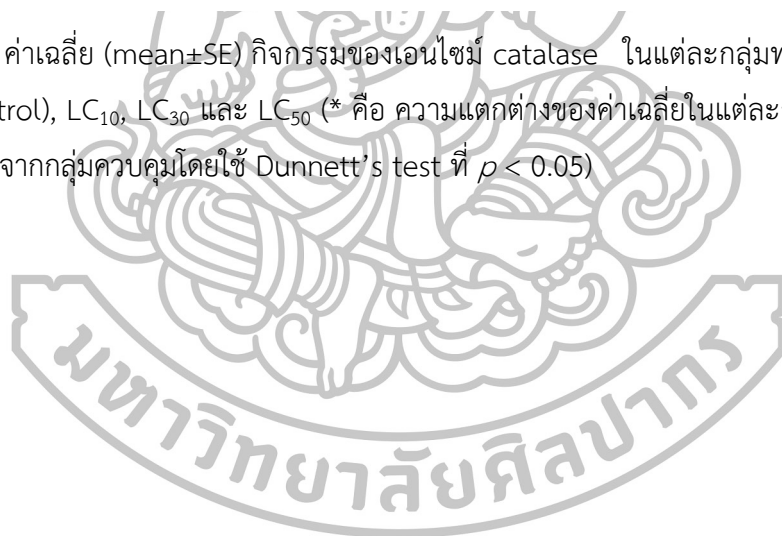 ค่าเฉลี่ย (mean±SE) กิจกรรมของเอนไซม์ catalase ในแต่ละกลุ่มท
trol), LC₁₀, LC₃₀ และ LC₅₀ (* คือ ความแตกต่างของค่าเฉลี่ยในแต่ละ
จากกลุ่มควบคุมโดยใช้ Dunnett’s test ที่ p < 0.05)
มหาวิทยาลัยศิลปากร